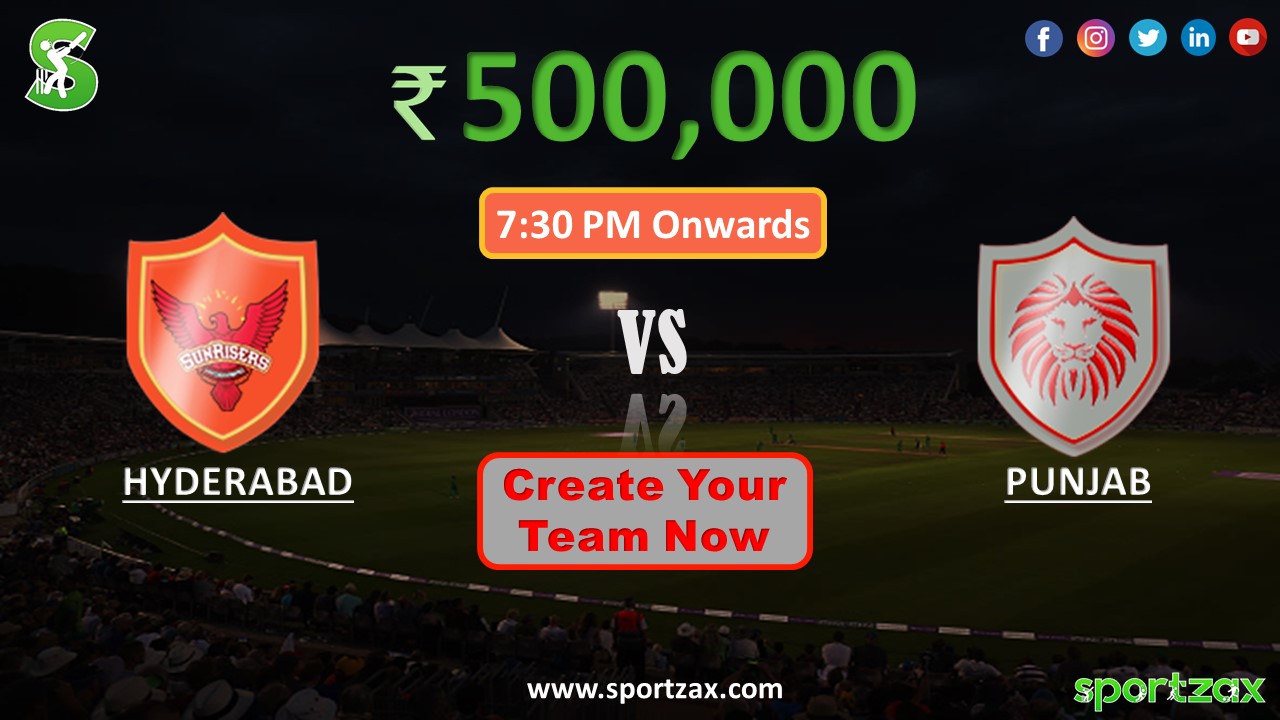 ₹500,000
7:30 PM Onwards
SUNRISERS
VS
HYDERABAD
PUNJAB
Create Your
Team Now
www.sportzax.com
sportzax